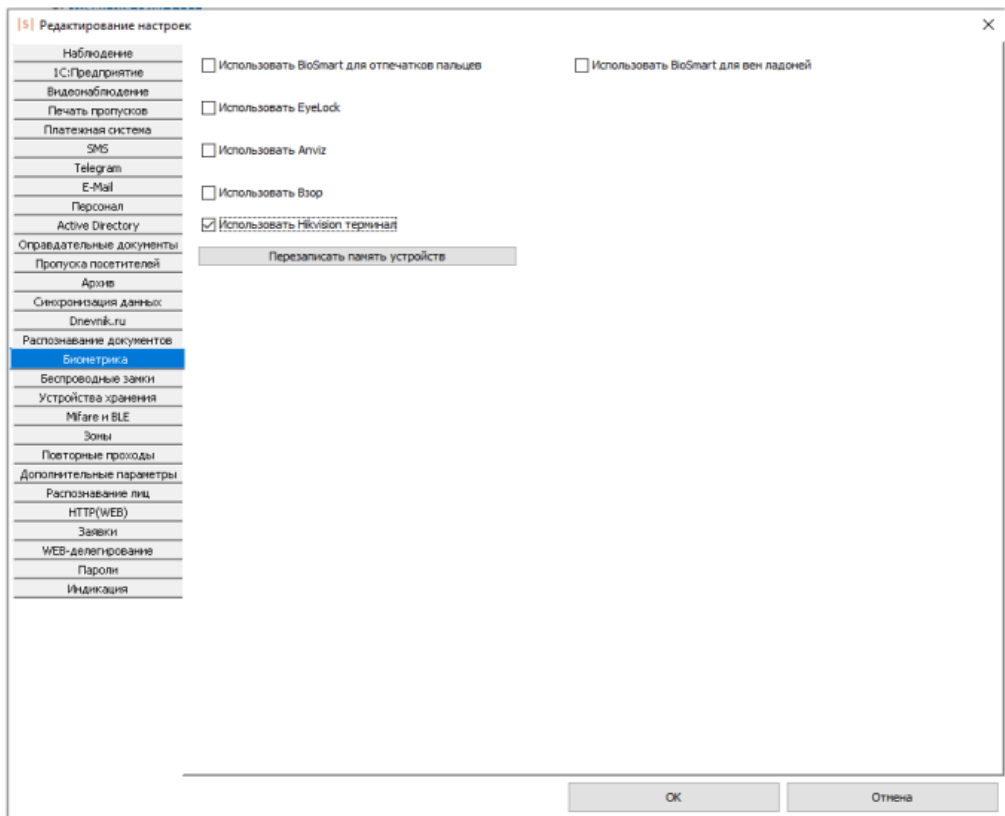 |S| Редактирование настроек
Наблюдение
1С:Предприятие
Видеонаблюдение
Печать пропусков
Платежная система
SMS
Telegram
E-Mail
Персонал
Active Directory
Оправдательные документы
Пропуска посетителей
Архив
Синхронизация данных
Dnevnik.ru
Распознавание документов
Биометрика
Беспроводные замки
Устройства хранения
Mifare и BLE
Зоны
Повторные проходы
Дополнительные параметры
Распознавание лиц
HTTP(WEB)
Заявки
WEB-делегирование
Пароли
Индикация
Использовать BioSmart для отпечатков пальцев
Использовать BioSmart для вен ладоней
Использовать EyeLock
Использовать Anviz
Использовать Взор
Использовать Hikvision терминал
Перезаписать память устройств
OK
Отмена